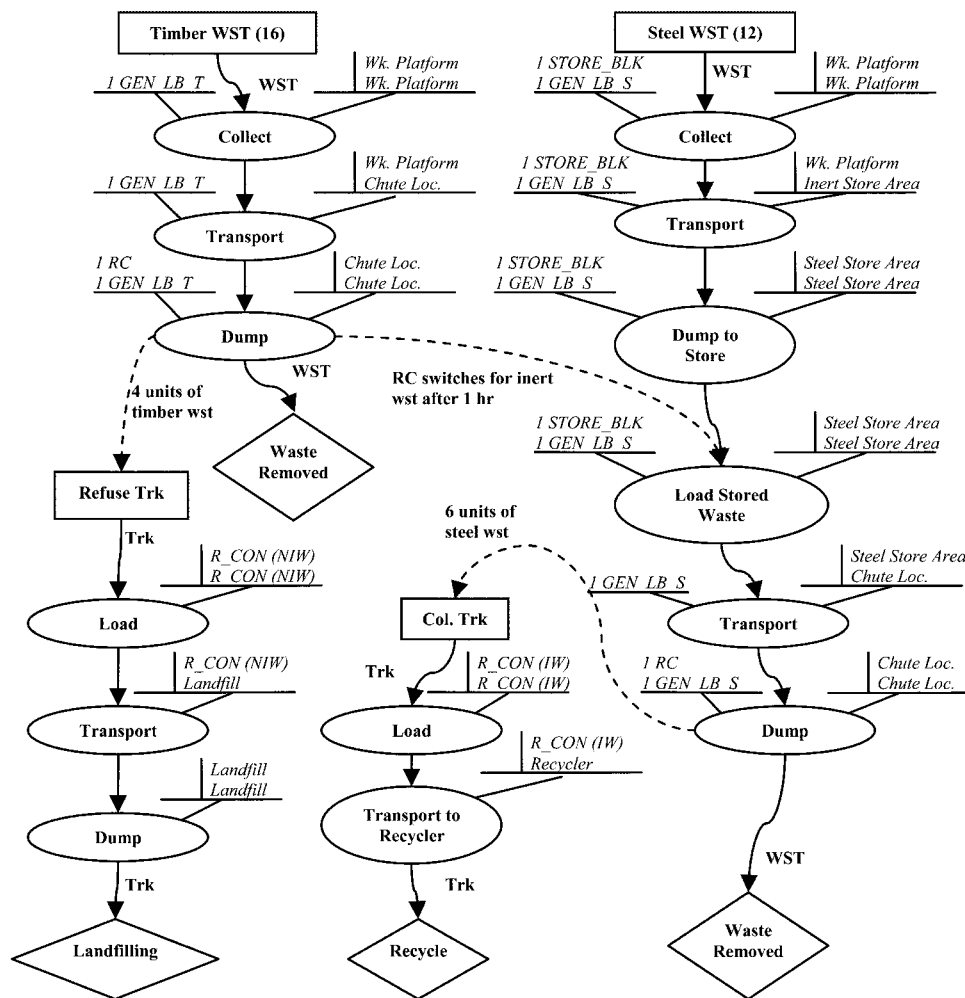 Timber WST (16)
WST
1 GEN_LB_T
Wk. Platform
Wk. Platform
Collect
1 GEN_LB_T
Wk. Platform
Chute Loc.
Transport
1 RC
1 GEN_LB_T
Chute Loc.
Chute Loc.
Dump
4 units of
timber wst
WST
RC switches for inert
wst after 1 hr
Waste
Removed
Refuse Trk
Trk
R_CON (NIW)
R_CON (NIW)
Load
R_CON (NIW)
Landfill
Transport
Landfill
Landfill
Dump
Trk
Landfilling
Steel WST (12)
WST
1 STORE_BLK
1 GEN_LB_S
Wk. Platform
Wk. Platform
Collect
1 STORE_BLK
1 GEN_LB_S
Wk. Platform
Inert Store Area
Transport
1 STORE_BLK
1 GEN_LB_S
Steel Store Area
Steel Store Area
Dump to
Store
1 STORE_BLK
1 GEN_LB_S
Steel Store Area
Steel Store Area
Load Stored
Waste
1 GEN_LB_S
Steel Store Area
Chute Loc.
Transport
1 RC
1 GEN_LB_S
Chute Loc.
Chute Loc.
Dump
WST
Waste
Removed
6 units of
steel wst
Col. Trk
Trk
R_CON (IW)
R_CON (IW)
Load
R_CON (IW)
Recycler
Transport to
Recycler
Trk
Recycle